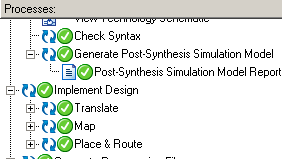 Processes:
View Technology Schematic
Check Syntax
Generate Post-Synthesis Simulation Model
Post-Synthesis Simulation Model Report
Implement Design
Translate
Map
Place & Route